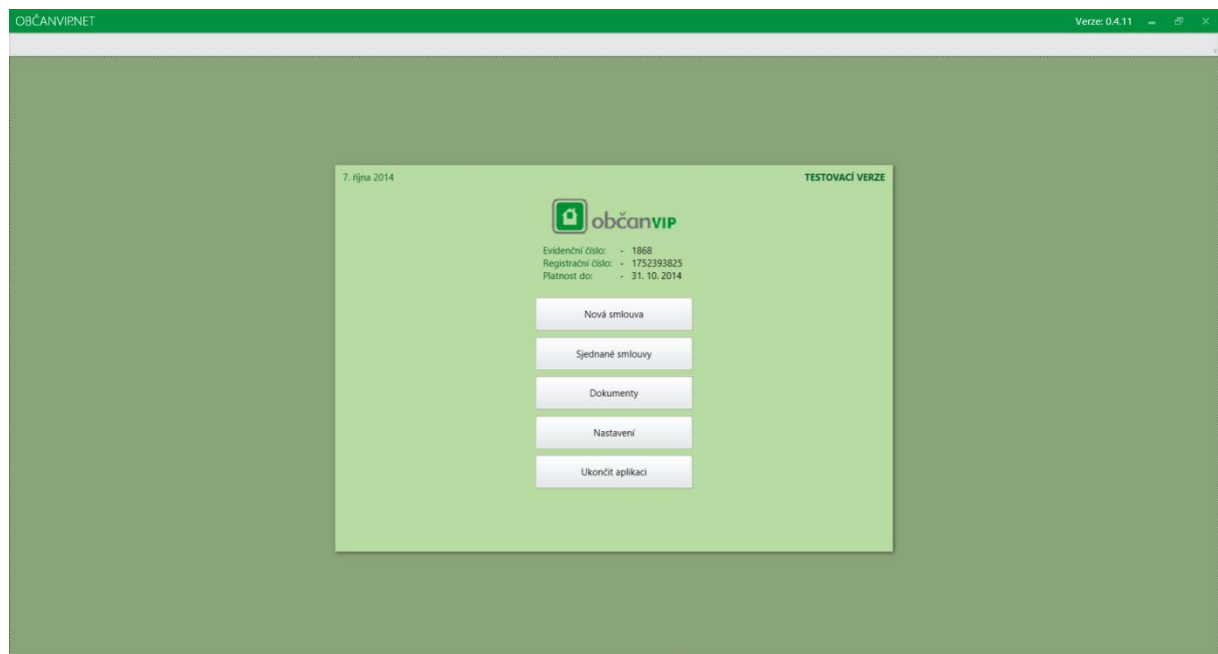 OBČANVIP.NET Verze: 0.4.11
7. října 2014 TESTOVACÍ VERZE
občanVIP
Evidenční číslo: - 1868
Registrační číslo: - 1752393825
Platnost do: - 31. 10. 2014
Nová smlouva
Sjednané smlouvy
Dokumenty
Nastavení
Ukončit aplikaci